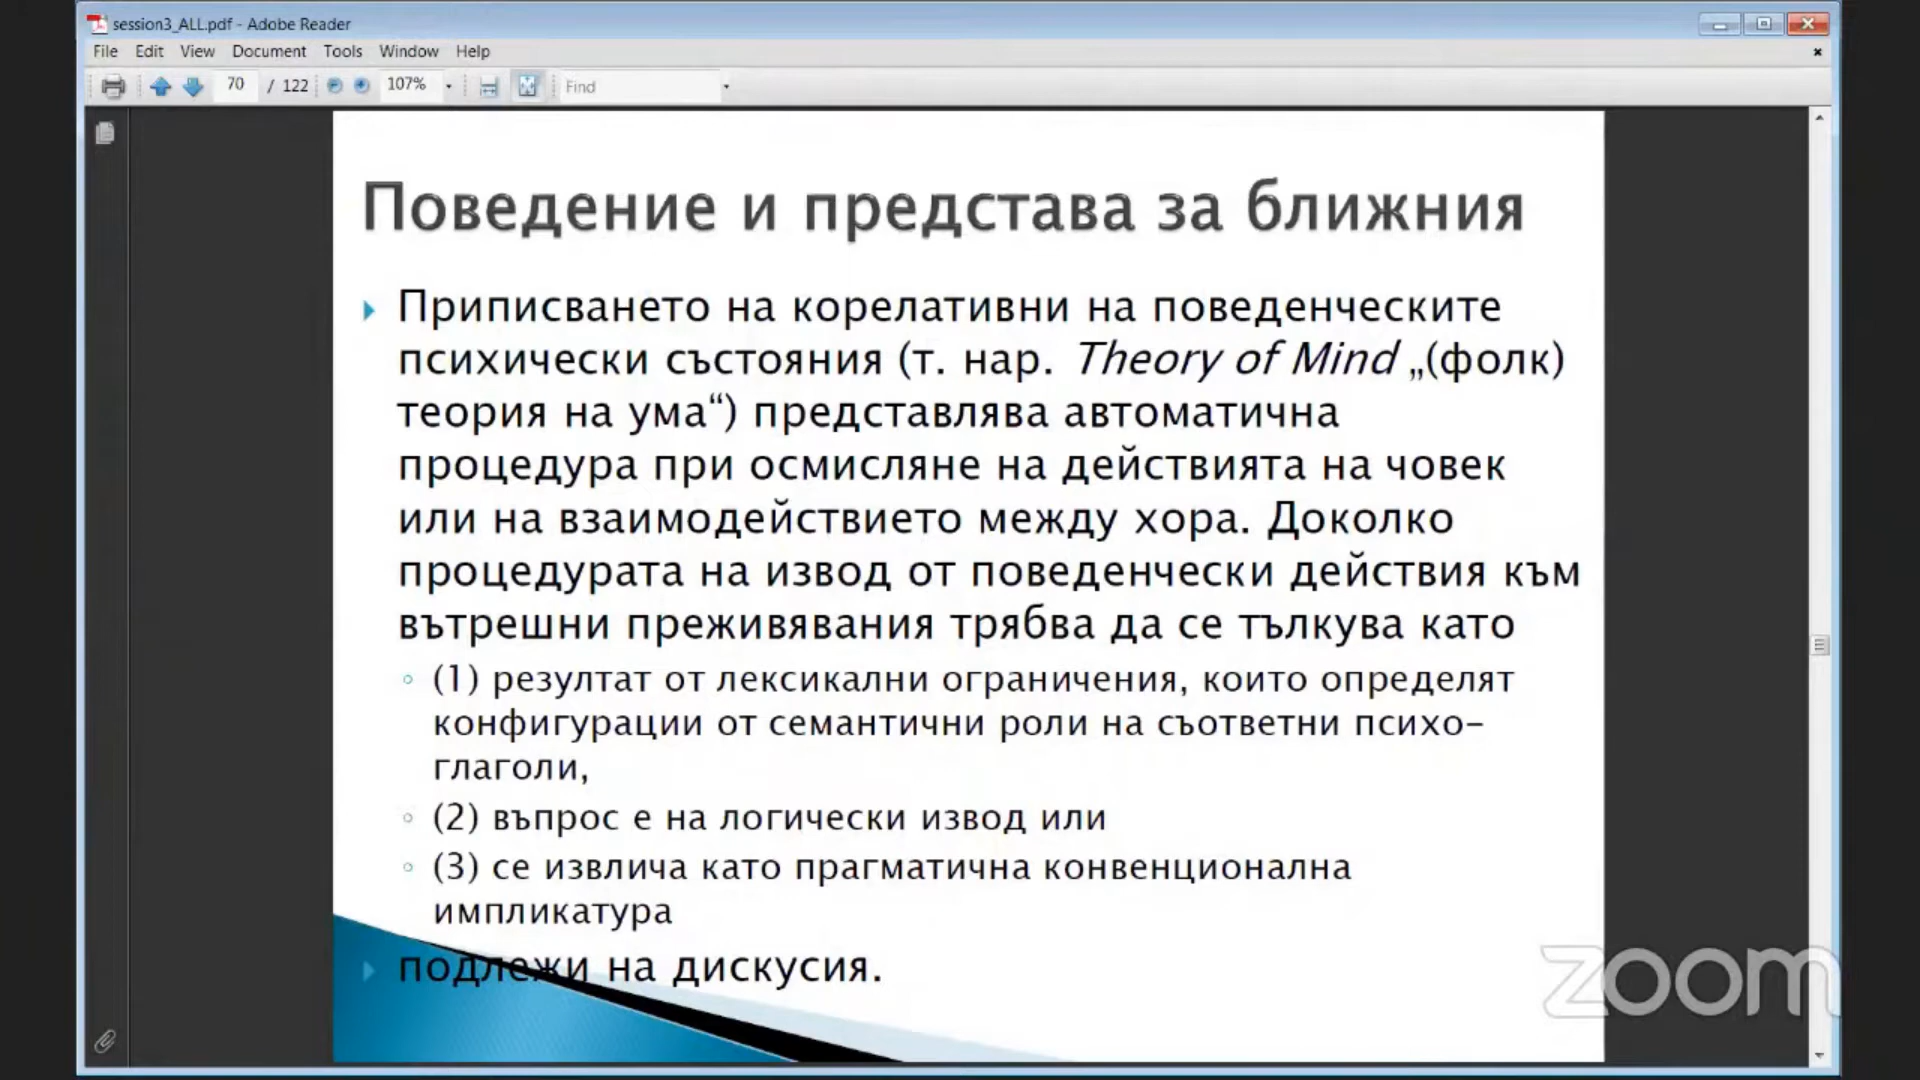 session3_ALL.pdf - Adobe Reader
File Edit View Document Tools Window Help
70 / 122 107% Find
Поведение и представа за ближния
Приписването на корелативни на поведенческите
психически състояния (т. нар. Theory of Mind „(фолк)
теория на ума“) представлява автоматична
процедура при осмисляне на действията на човек
или на взаимодействието между хора. Доколко
процедурата на извод от поведенчески действия към
вътрешни преживявания трябва да се тълкува като
(1) резултат от лексикални ограничения, които определят
конфигурации от семантични роли на съответни психо-
глаголи,
(2) въпрос е на логически извод или
(3) се извлича като прагматична конвенционална
импликатура
подлежи на дискусия.
zoom